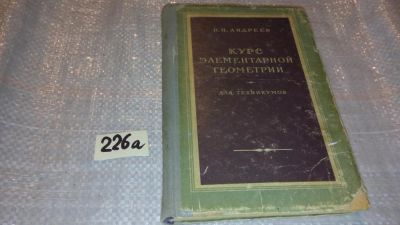 П. П. АНДРЕЕВ
КУРС
ЭЛЕМЕНТАРНОЙ
ГЕОМЕТРИИ
ДЛЯ ТЕХНИКУМОВ
226а